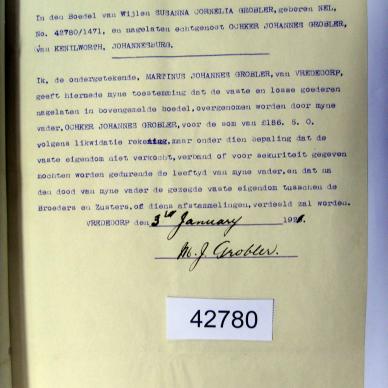 In den Boedel van Wijlen SUSANNA CORNELIA GROBLER, geboren NEL,
No. 42780/1471, en nagelaten echtgenoot OCHKER JOHANNES GROBLER,
van KENILWORTH, JOHANNESBURG.
Ik, de ondergetekende, MARTINUS JOHANNES GROBLER, van VREDEDORP,
geeft hiermede myne toestemming dat de vaste en losse goederen
nagelaten in bovengemelde boedel, overgenomen worden door myne
vader, OCHKER JOHANNES GROBLER, voor de som van £186. 5. 0.
volgens likwidatie rekening, maar onder dien bepaling dat de
vaste eigendom niet verkocht, verband of voor sekuriteit gegeven
mochten worden gedurende de leeftyd van myne vader, en dat na
den dood van myne vader de gezegde vaste eigendom tusschen de
Broeders en Zusters, of diens afstammelingen, verdeeld zal worden.
VREDEDORP den 3rd January 192
M. J. Grobler.
42780